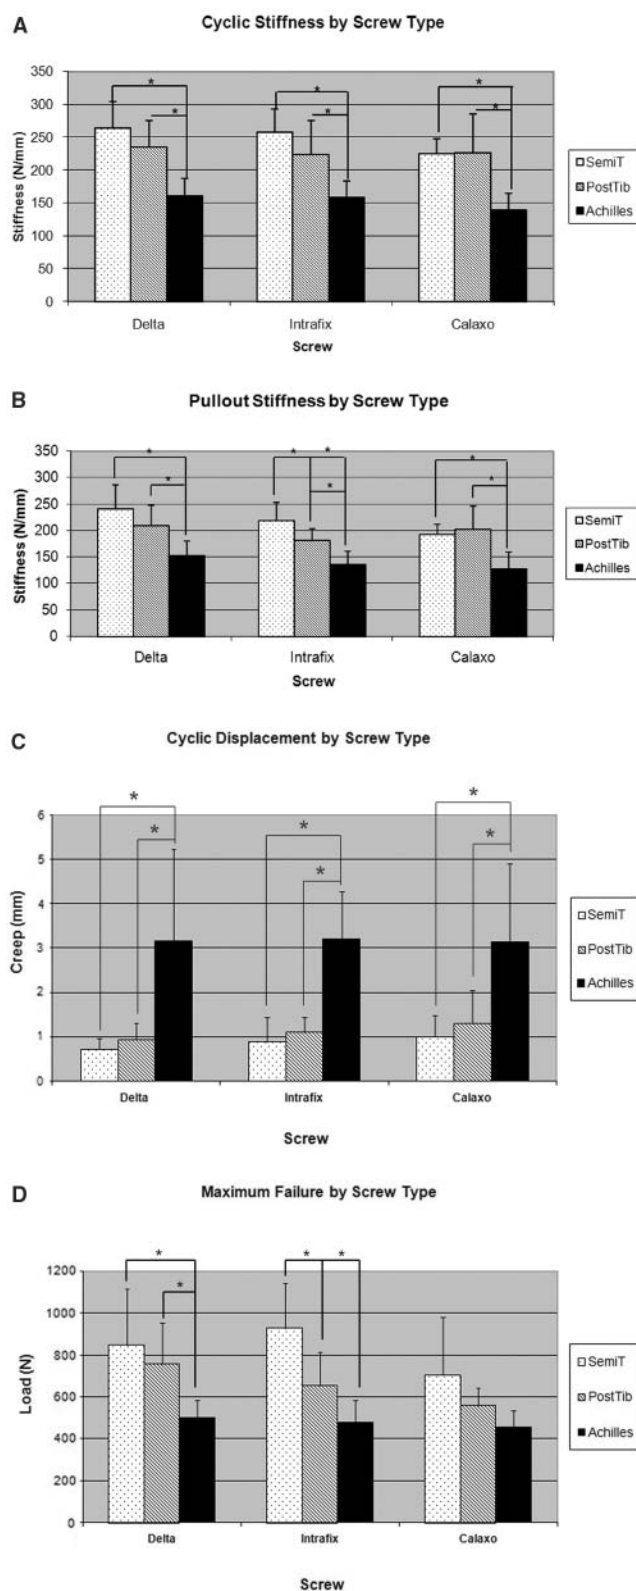 A
Cyclic Stiffness by Screw Type
350
300
250
200
150
100
50
0
Stiffness (N/mm)
* * * * * *
SemiT
PostTib
Achilles
Delta Intrafix Calaxo
Screw
B
Pullout Stiffness by Screw Type
350
300
250
200
150
100
50
0
Stiffness (N/mm)
* * * * * * *
SemiT
PostTib
Achilles
Delta Intrafix Calaxo
Screw
C
Cyclic Displacement by Screw Type
6
5
4
3
2
1
0
Creep (mm)
* * * * * *
SemiT
PostTib
Achilles
Delta Intrafix Calaxo
Screw
D
Maximum Failure by Screw Type
1200
1000
800
600
400
200
0
Load (N)
* * * *
SemiT
PostTib
Achilles
Delta Intrafix Calaxo
Screw